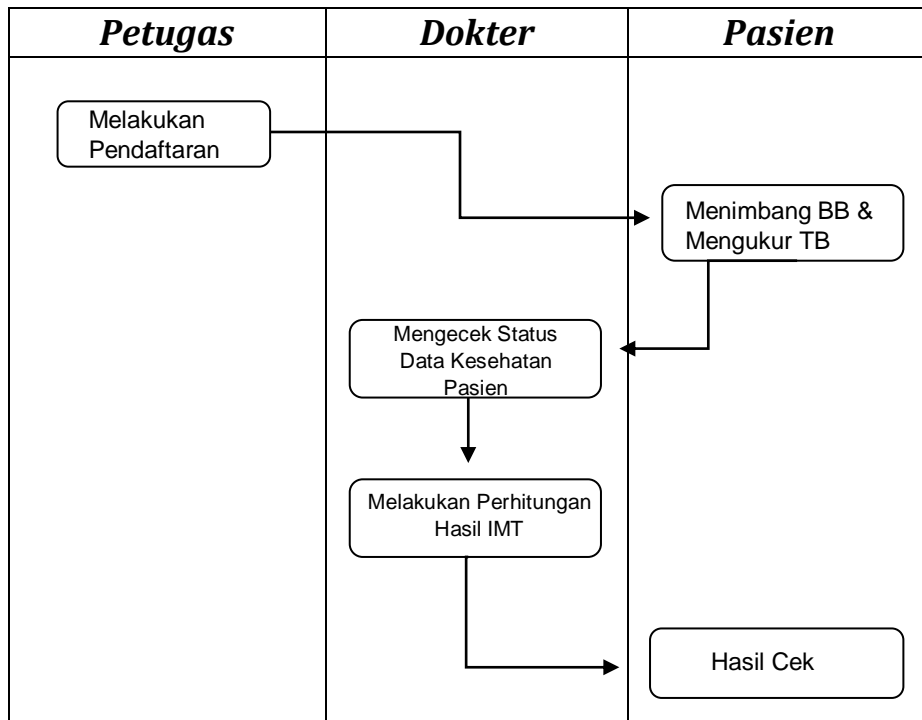 Petugas
Dokter
Pasien
Melakukan
Pendaftaran
Menimbang BB &
Mengukur TB
Mengecek Status
Data Kesehatan
Pasien
Melakukan Perhitungan
Hasil IMT
Hasil Cek